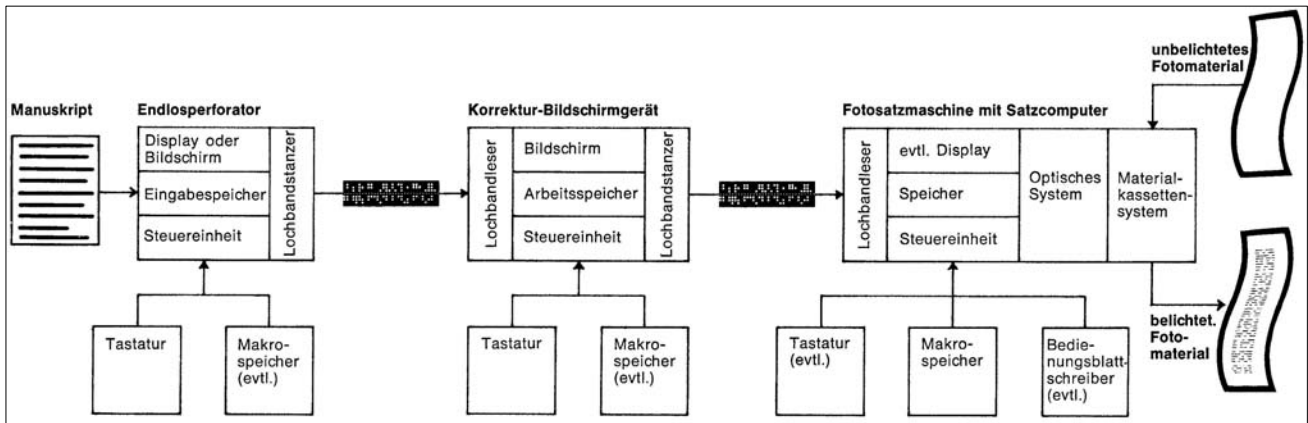 Manuskript
Endlosperforator
Display oder
Bildschirm
Eingabespeicher
Steuereinheit
Lochbandstanzer
Tastatur
Makro-
speicher
(evtl.)
Korrektur-Bildschirmgerät
Lochbandleser
Bildschirm
Arbeitsspeicher
Steuereinheit
Lochbandstanzer
Tastatur
Makro-
speicher
(evtl.)
Fotosatzmaschine mit Satzcomputer
Lochbandleser
evtl. Display
Speicher
Steuereinheit
Optisches
System
Material-
kassetten-
system
Tastatur
(evtl.)
Makro-
speicher
Bedie-
nungsblatt-
schreiber
(evtl.)
unbelichtetes
Fotomaterial
belichtet.
Foto-
material